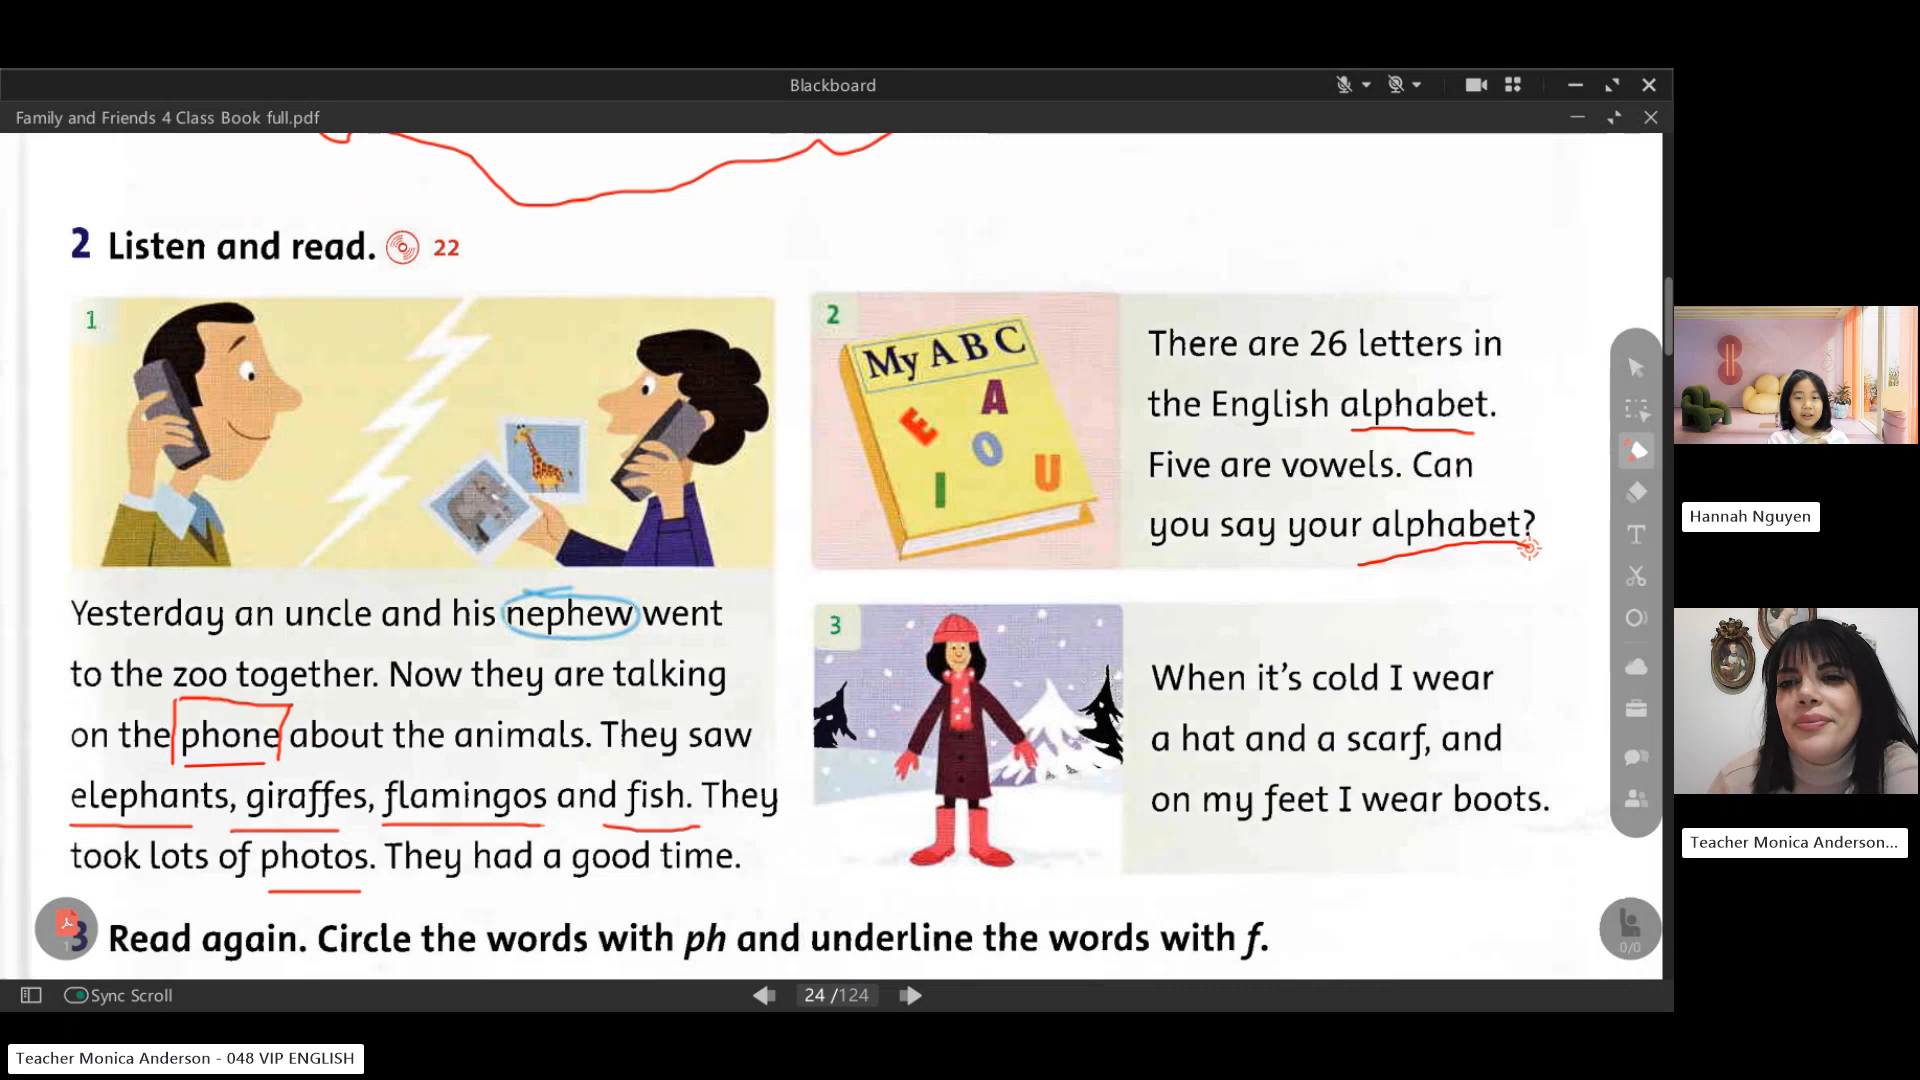 Blackboard
Family and Friends 4 Class Book full.pdf
2 Listen and read. 22
1
Yesterday an uncle and his nephew went
to the zoo together. Now they are talking
on the phone about the animals. They saw
elephants, giraffes, flamingos and fish. They
took lots of photos. They had a good time.
2
My A B C
E A O I U
There are 26 letters in
the English alphabet.
Five are vowels. Can
you say your alphabet?
3
When it's cold I wear
a hat and a scarf, and
on my feet I wear boots.
3 Read again. Circle the words with ph and underline the words with f.
1
T
0/0
Sync Scroll
24 /124
Hannah Nguyen
Teacher Monica Anderson...
Teacher Monica Anderson - 048 VIP ENGLISH